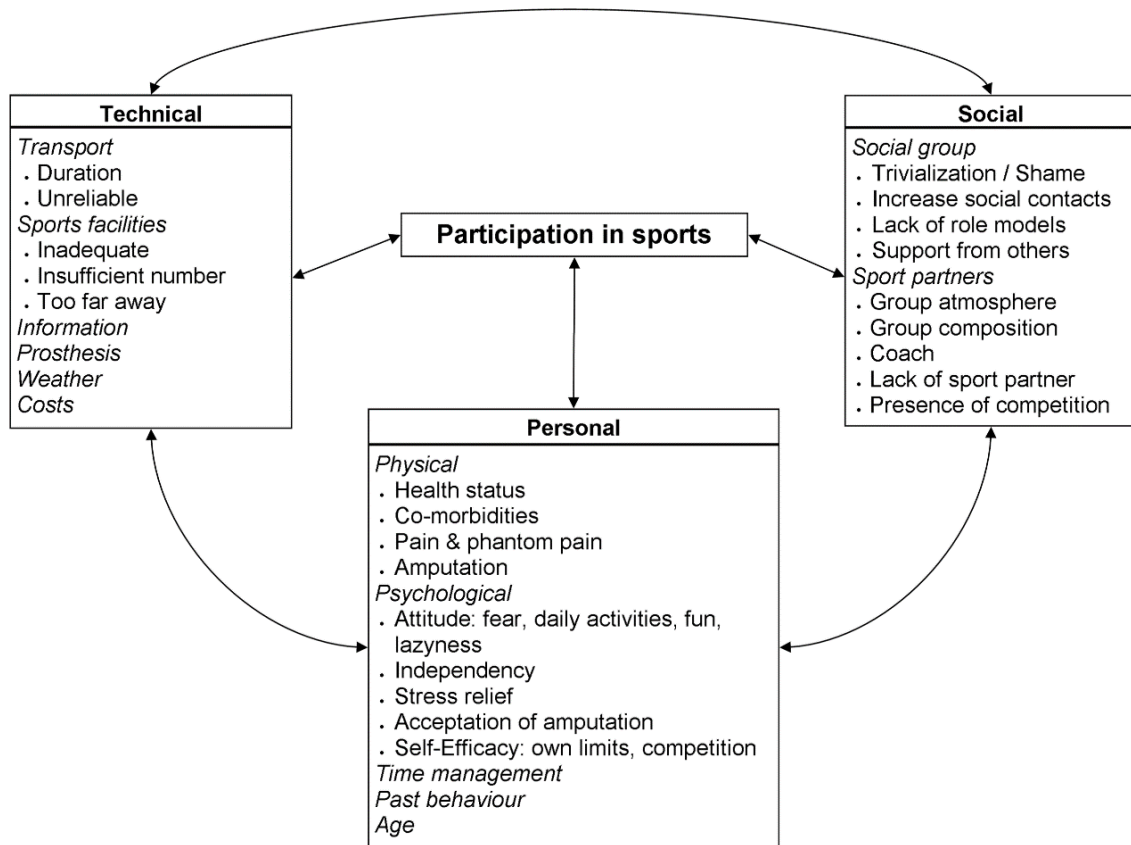 Technical
Transport
. Duration
. Unreliable
Sports facilities
. Inadequate
. Insufficient number
. Too far away
Information
Prosthesis
Weather
Costs
Participation in sports
Social
Social group
. Trivialization / Shame
. Increase social contacts
. Lack of role models
. Support from others
Sport partners
. Group atmosphere
. Group composition
. Coach
. Lack of sport partner
. Presence of competition
Personal
Physical
. Health status
. Co-morbidities
. Pain & phantom pain
. Amputation
Psychological
. Attitude: fear, daily activities, fun,
lazyness
. Independency
. Stress relief
. Acceptation of amputation
. Self-Efficacy: own limits, competition
Time management
Past behaviour
Age